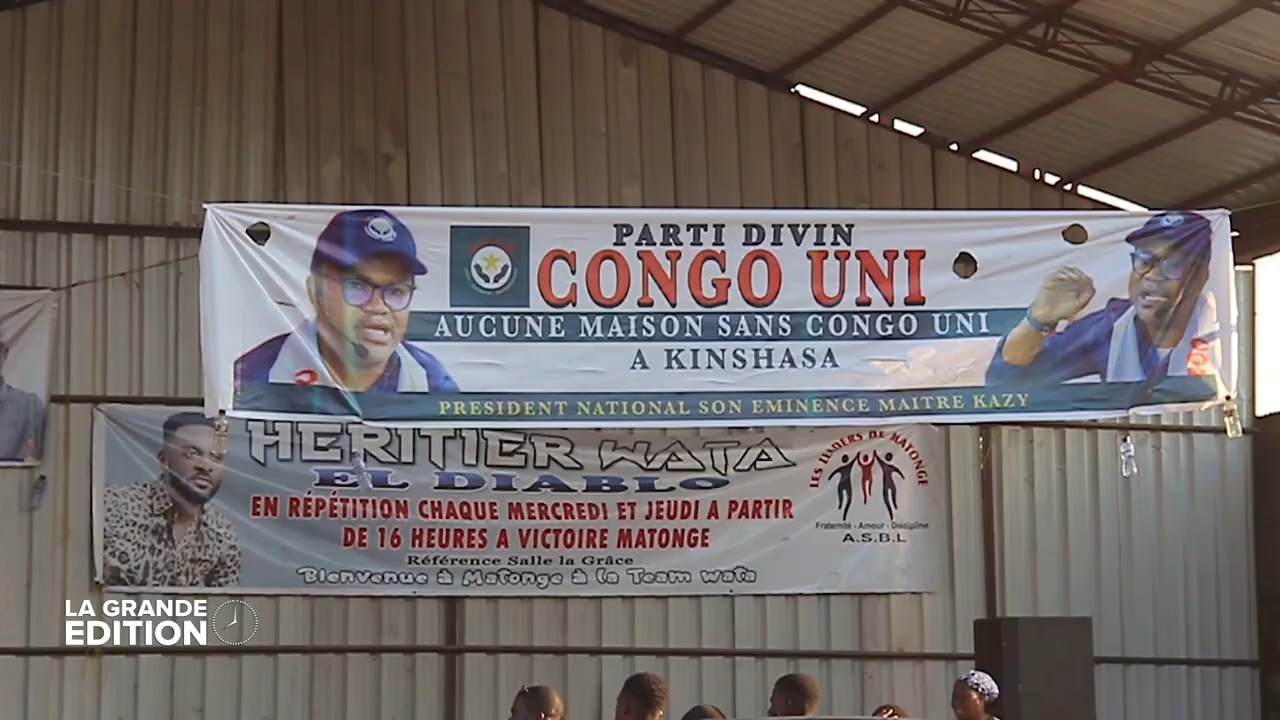 PARTI DIVIN
CONGO UNI
AUCUNE MAISON SANS CONGO UNI
A KINSHASA
PRESIDENT NATIONAL SON EMINENCE MAITRE KAZY
HERITIER WATA
EL DIABLO
EN RÉPÉTITION CHAQUE MERCREDI ET JEUDI A PARTIR
DE 16 HEURES A VICTOIRE MATONGE
Référence Salle la Grâce
Bienvenue à Matonge à la Team wata
LES LEADERS DE MATONGE
Fraternité - Amour - Discipline
A.S.B.L
LA GRANDE
EDITION